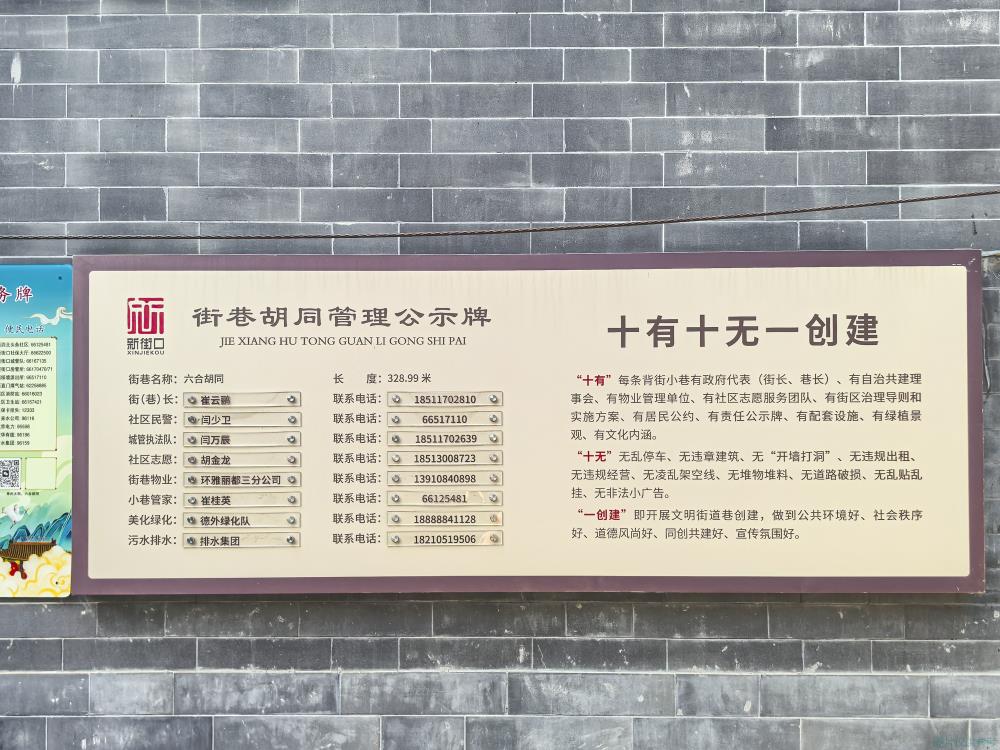 务牌
便民电话
新街口
XINJIEKOU
街巷胡同管理公示牌
JIE XIANG HU TONG GUAN LI GONG SHI PAI
街巷名称：六合胡同
长 度：328.99 米
街(巷)长：崔云鹏
联系电话：18511702810
社区民警：闫少卫
联系电话：66517110
城管执法队：闫万辰
联系电话：18511702639
社区志愿：胡金龙
联系电话：18513008723
街巷物业：环雅丽都三分公司
联系电话：13910840898
小巷管家：崔桂英
联系电话：66125481
美化绿化：德外绿化队
联系电话：18888841128
污水排水：排水集团
联系电话：18210519506
十有十无一创建
“十有”每条背街小巷有政府代表（街长、巷长）、有自治共建理
事会、有物业管理单位、有社区志愿服务团队、有街区治理导则和
实施方案、有居民公约、有责任公示牌、有配套设施、有绿植景
观、有文化内涵。
“十无”无乱停车、无违章建筑、无“开墙打洞”、无违规出租、
无违规经营、无凌乱架空线、无堆物堆料、无道路破损、无乱贴乱
挂、无非法小广告。
“一创建”即开展文明街道巷创建，做到公共环境好、社会秩序
好、道德风尚好、同创共建好、宣传氛围好。